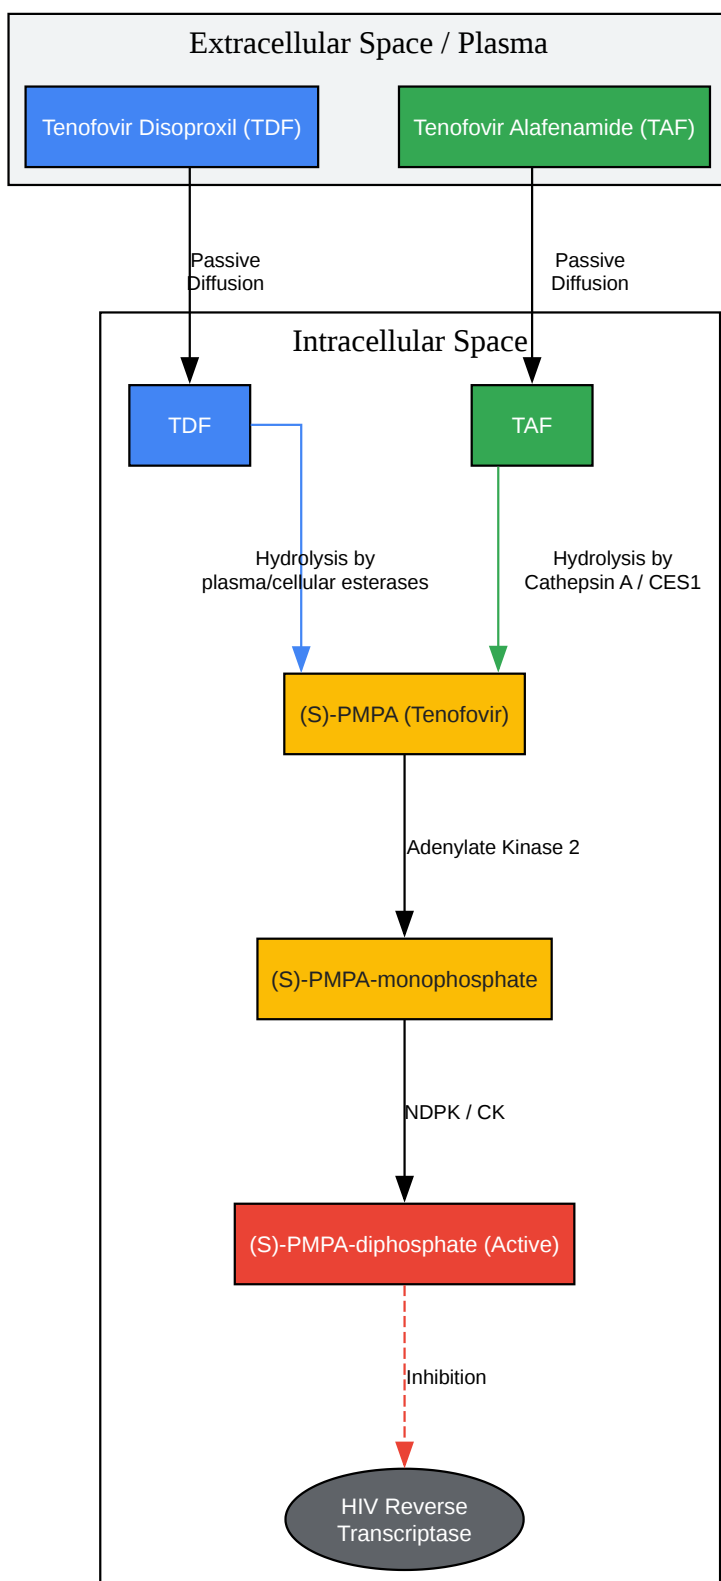 Extracellular Space / Plasma
Tenofovir Disoproxil (TDF)
Tenofovir Alafenamide (TAF)
Passive
Diffusion
Passive
Diffusion
Intracellular Space
TDF
TAF
Hydrolysis by
plasma/cellular esterases
Hydrolysis by
Cathepsin A / CES1
(S)-PMPA (Tenofovir)
Adenylate Kinase 2
(S)-PMPA-monophosphate
NDPK / CK
(S)-PMPA-diphosphate (Active)
Inhibition
HIV Reverse
Transcriptase